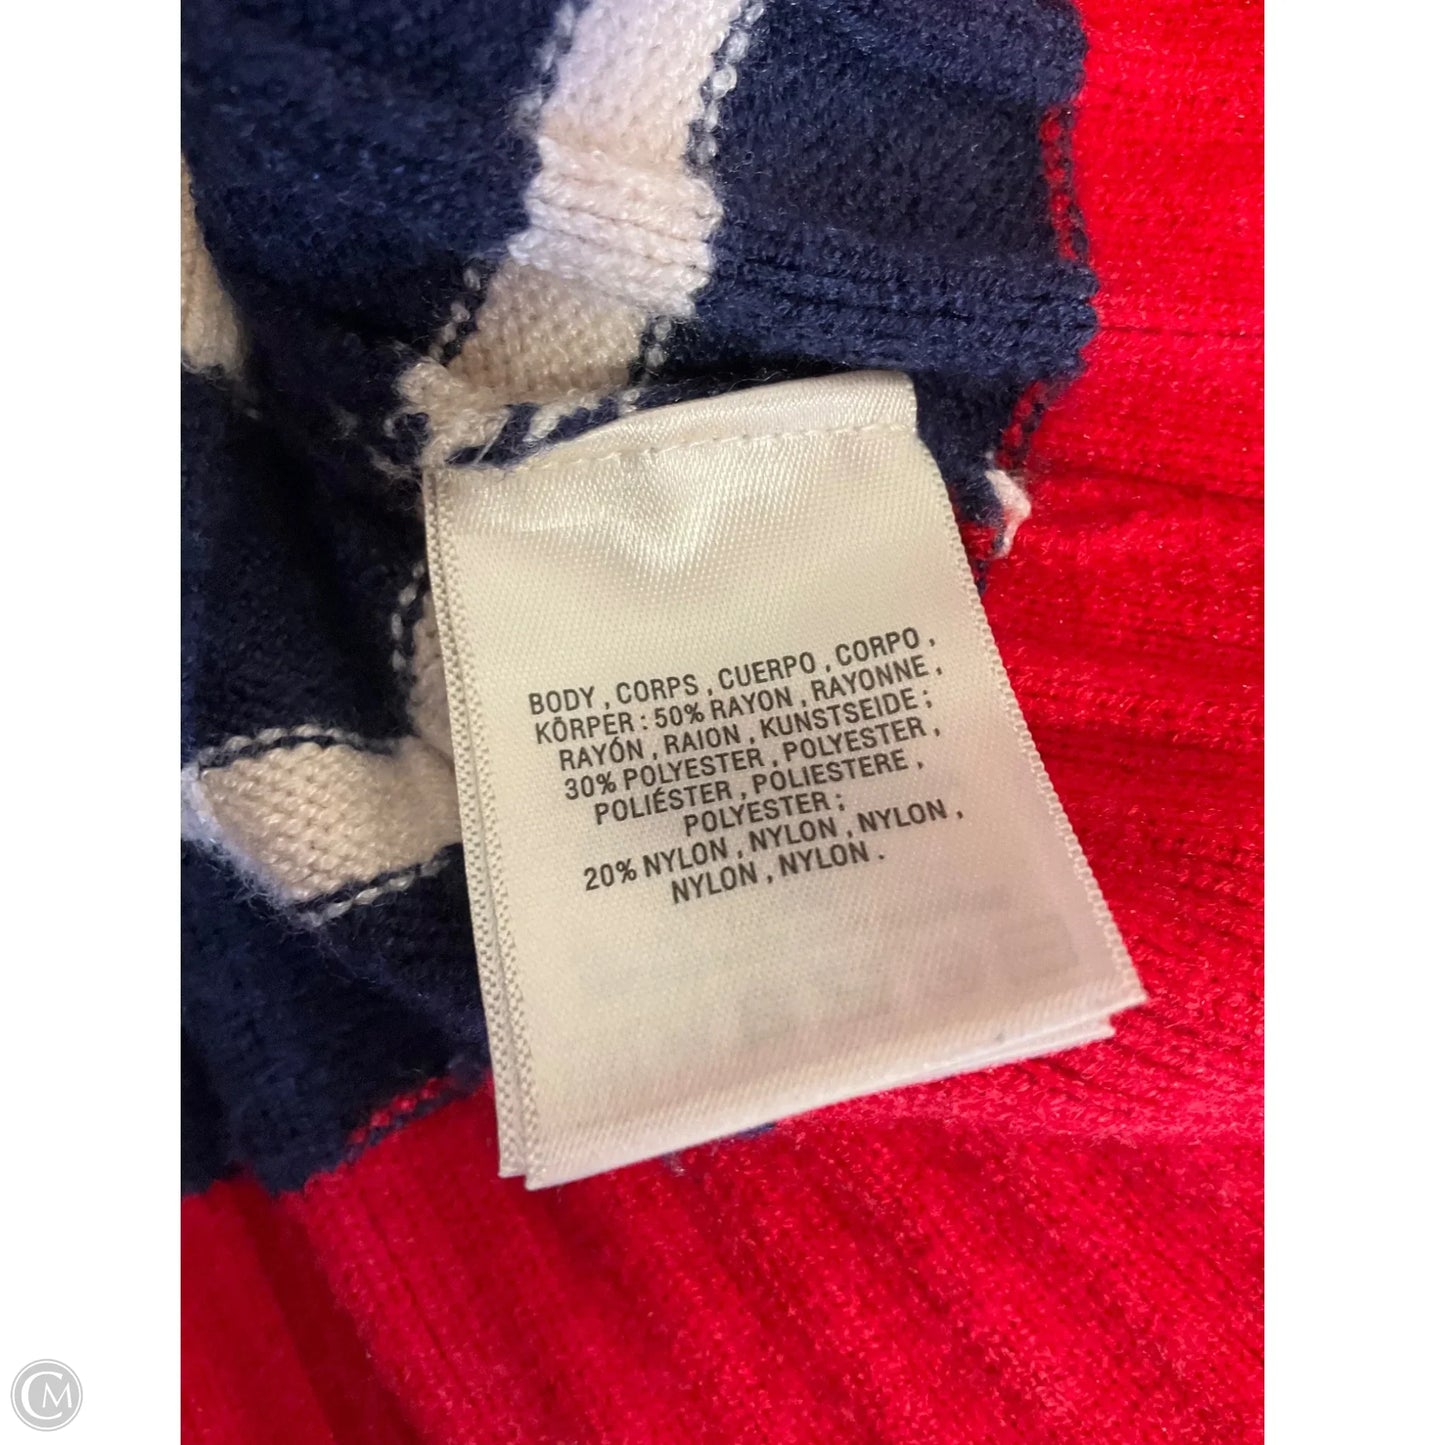 BODY , CORPS , CUERPO , CORPO ,
KÖRPER : 50% RAYON , RAYONNE ,
RAYÓN , RAION , KUNSTSEIDE ;
30% POLYESTER , POLYESTER ,
POLIÉSTER , POLIESTERE ,
POLYESTER ;
20% NYLON , NYLON , NYLON ,
NYLON , NYLON .
CM